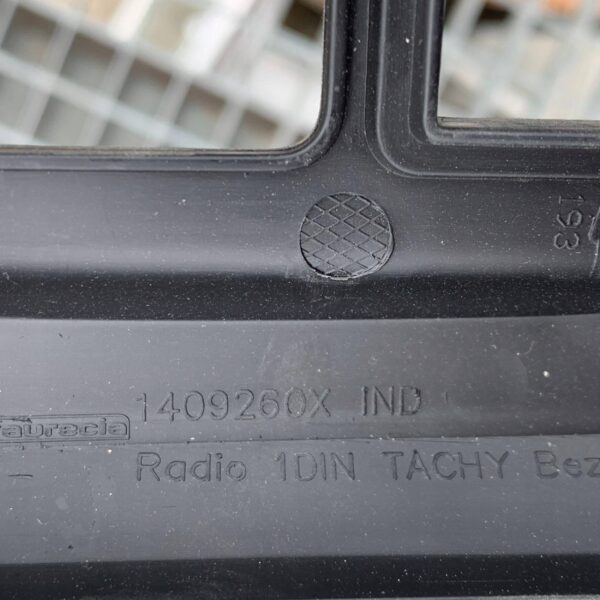 193
faurecia
1409260X IND
Radio 1DIN TACHY Bez